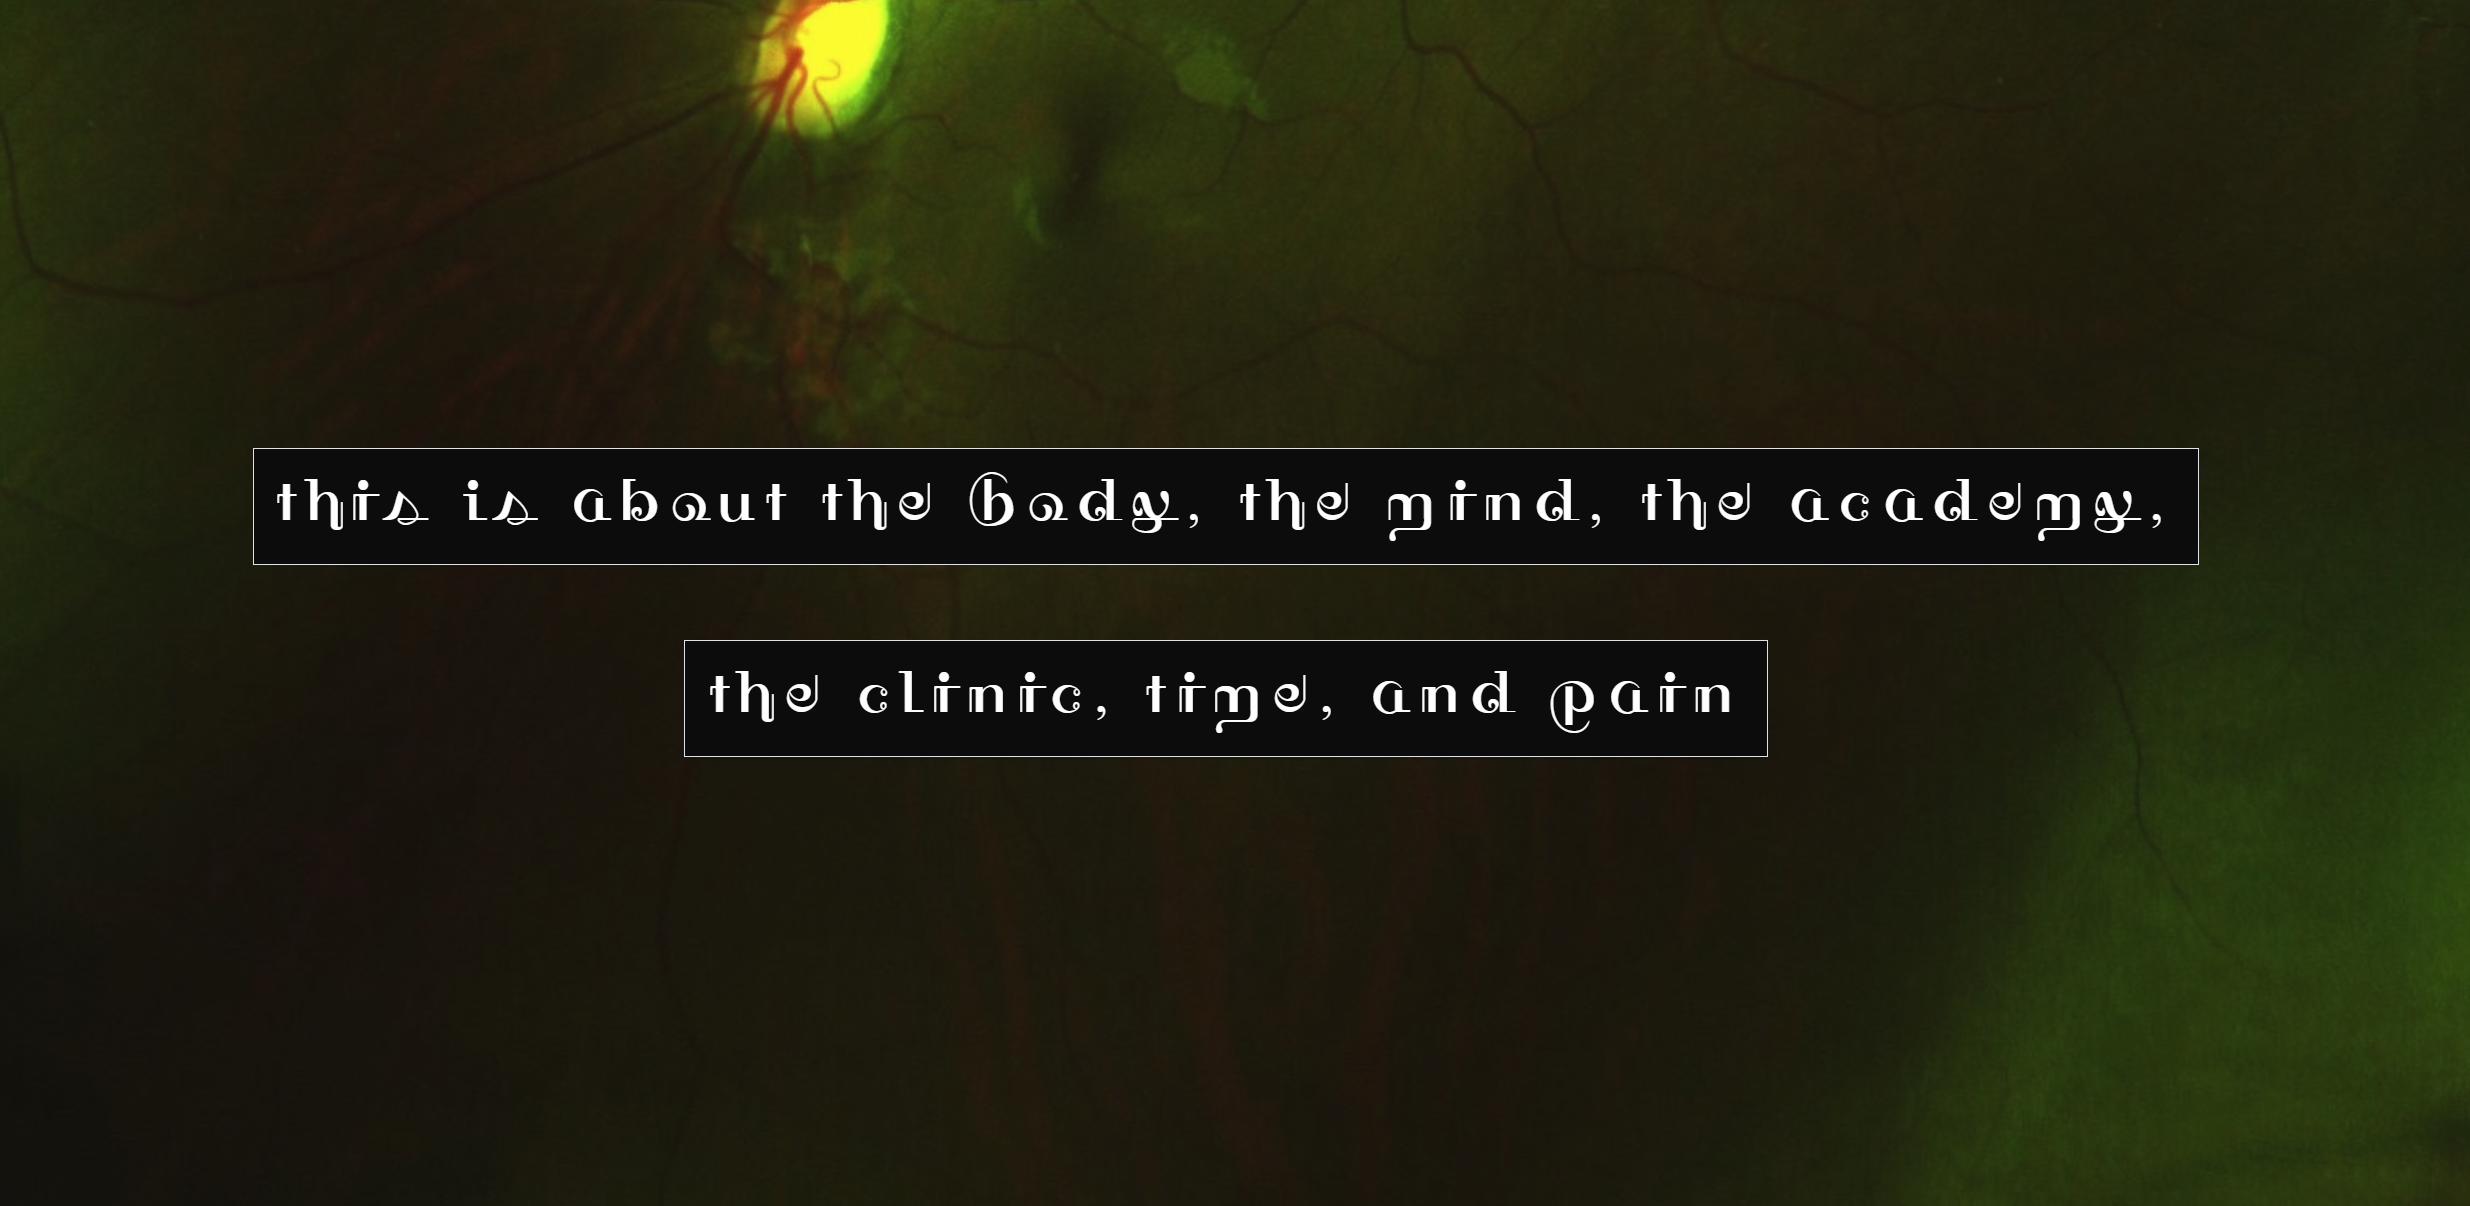 this is about the body, the mind, the academy,
the clinic, time, and pain